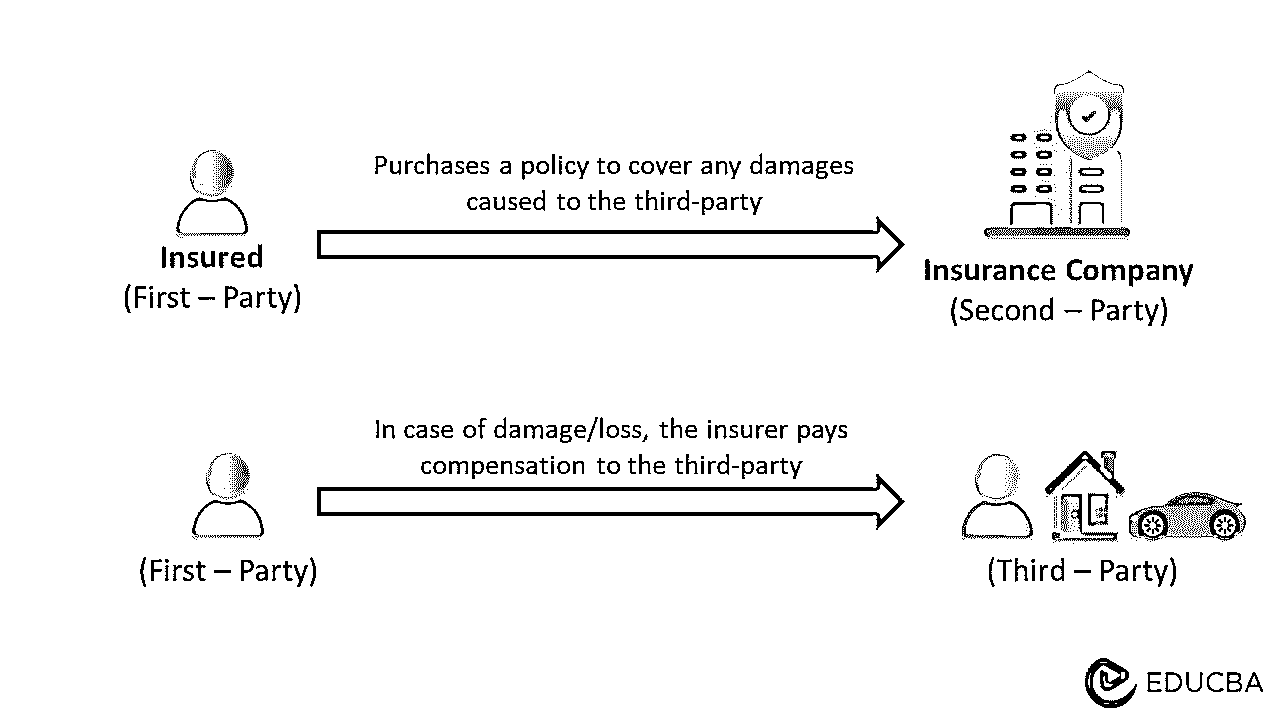 Purchases a policy to cover any damages
caused to the third-party
Insured
(First – Party)
Insurance Company
(Second – Party)
In case of damage/loss, the insurer pays
compensation to the third-party
(First – Party)
(Third – Party)
EDUCBA